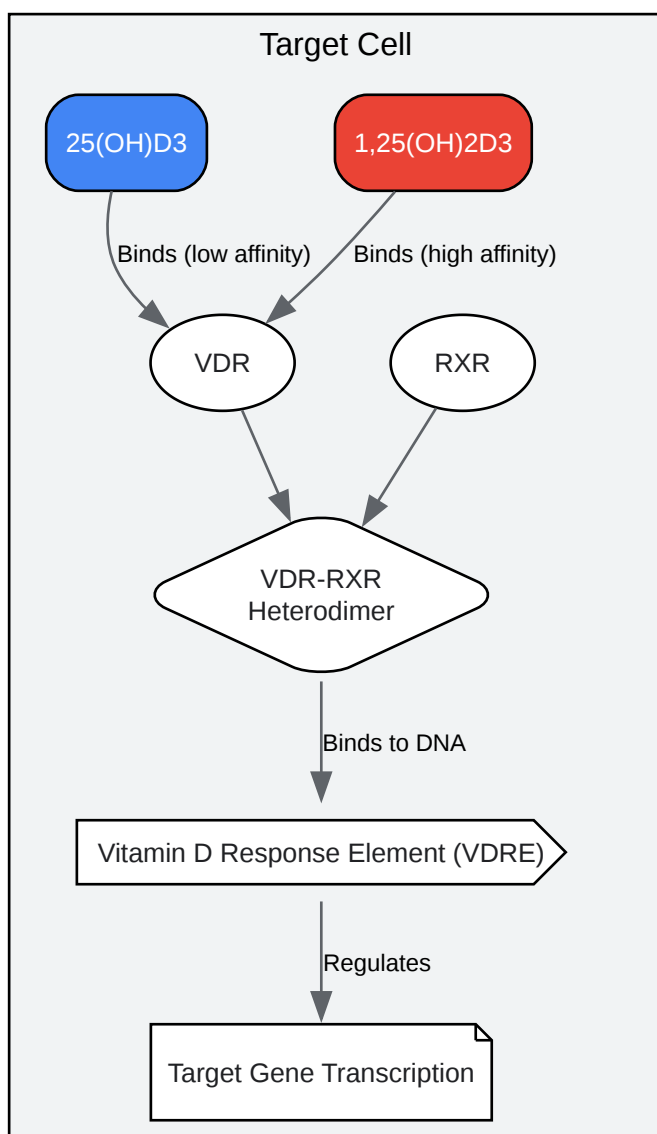 Target Cell
25(OH)D3
1,25(OH)2D3
Binds (low affinity)
Binds (high affinity)
VDR
RXR
VDR-RXR
Heterodimer
Binds to DNA
Vitamin D Response Element (VDRE)
Regulates
Target Gene Transcription